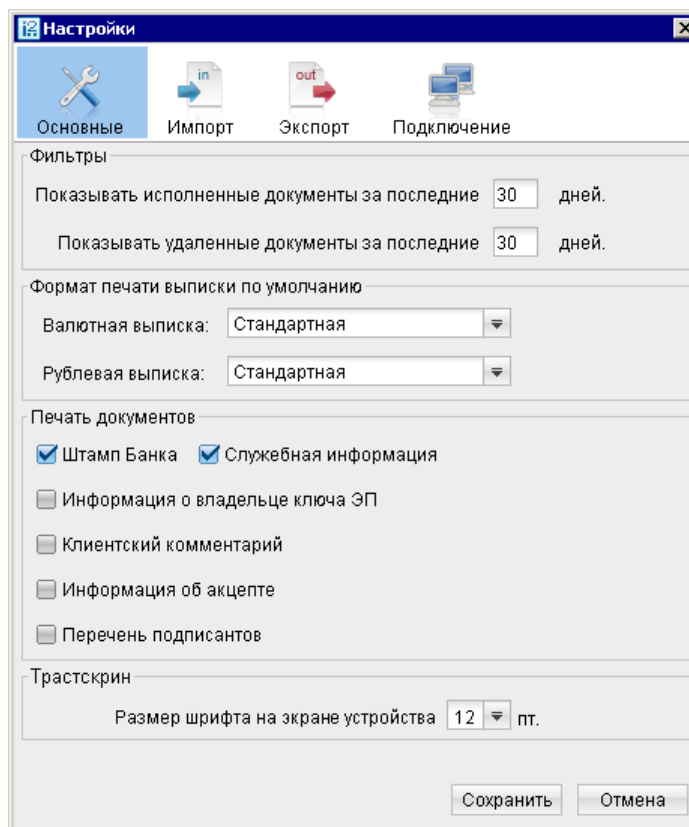 i2 Настройки
in out
Основные Импорт Экспорт Подключение
Фильтры
Показывать исполненные документы за последние 30 дней.
Показывать удаленные документы за последние 30 дней.
Формат печати выписки по умолчанию
Валютная выписка: Стандартная
Рублевая выписка: Стандартная
Печать документов
Штамп Банка Служебная информация
Информация о владельце ключа ЭП
Клиентский комментарий
Информация об акцепте
Перечень подписантов
Трастскрин
Размер шрифта на экране устройства 12 пт.
Сохранить Отмена